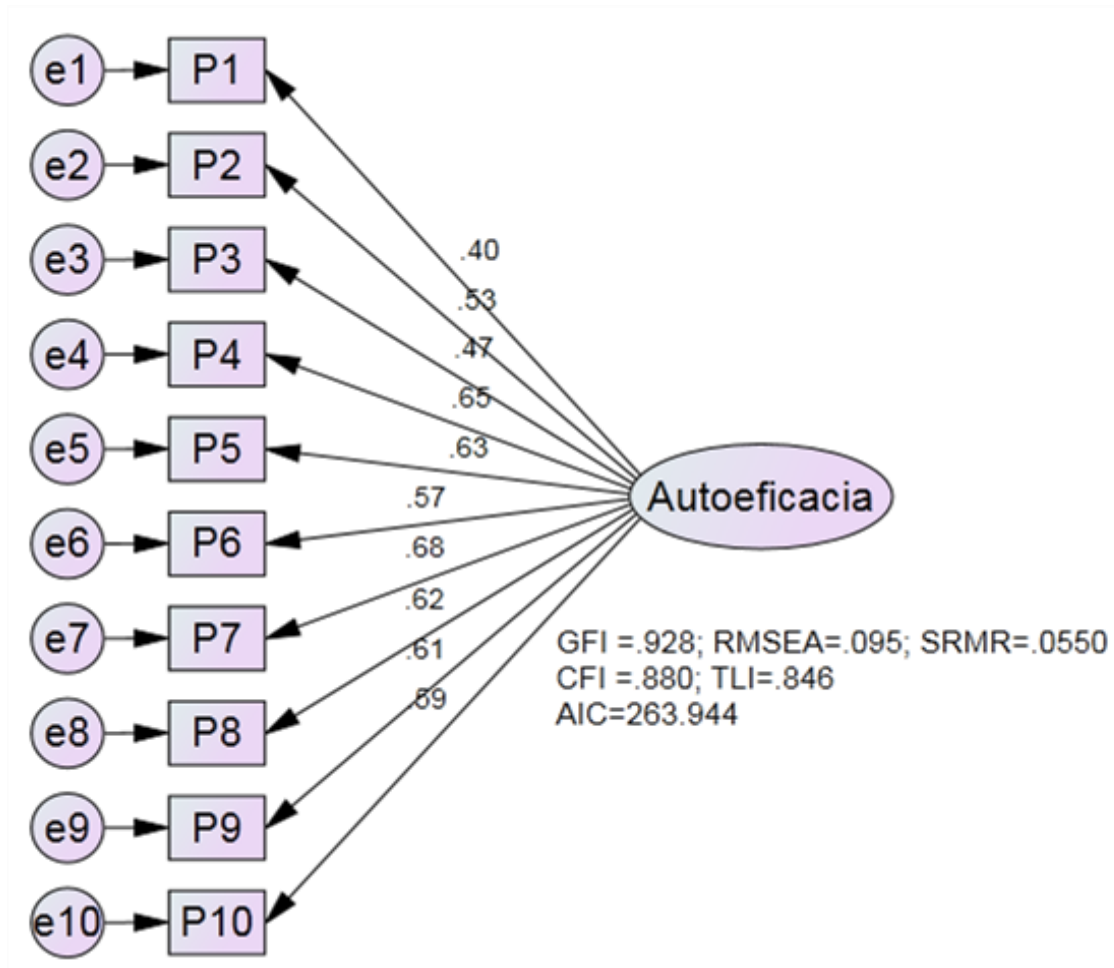 e1 P1
e2 P2
e3 P3
e4 P4
e5 P5
e6 P6
e7 P7
e8 P8
e9 P9
e10 P10
.40
.53
.47
.65
.63
.57
.68
.62
.61
.59
Autoeficacia
GFI =.928; RMSEA=.095; SRMR=.0550
CFI =.880; TLI=.846
AIC=263.944